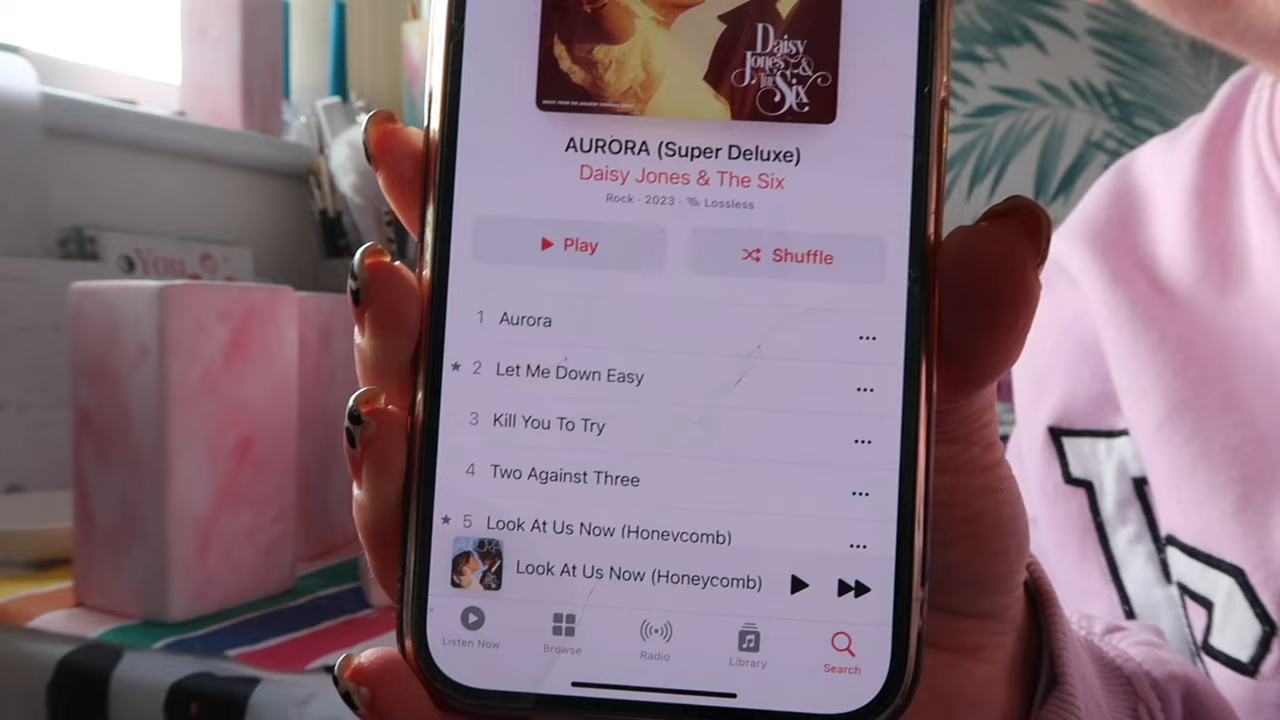 Daisy
Jones &
The
Six
AURORA (Super Deluxe)
Daisy Jones & The Six
Rock · 2023 · Lossless
Play
Shuffle
1 Aurora
★ 2 Let Me Down Easy
3 Kill You To Try
4 Two Against Three
★ 5 Look At Us Now (Honeycomb)
AURORA
Look At Us Now (Honeycomb)
Listen Now
Browse
Radio
Library
Search
You